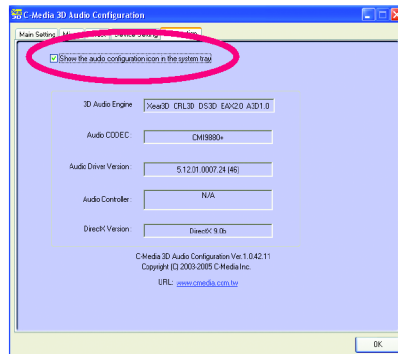 C-Media 3D Audio Configuration
Main Setting
Show the audio configuration icon in the system tray
3D Audio Engine Xear3D CRL3D DS3D EAX2.0 A3D1.0
Audio CODEC: CMI9880+
Audio Driver Version: 5.12.01.0007.24 (46)
Audio Controller: N/A
DirectX Version: DirectX 9.0b
C-Media 3D Audio Configuration Ver.1.0.42.11
Copyright (C) 2003-2005 C-Media Inc.
URL: www.cmedia.com.tw
OK